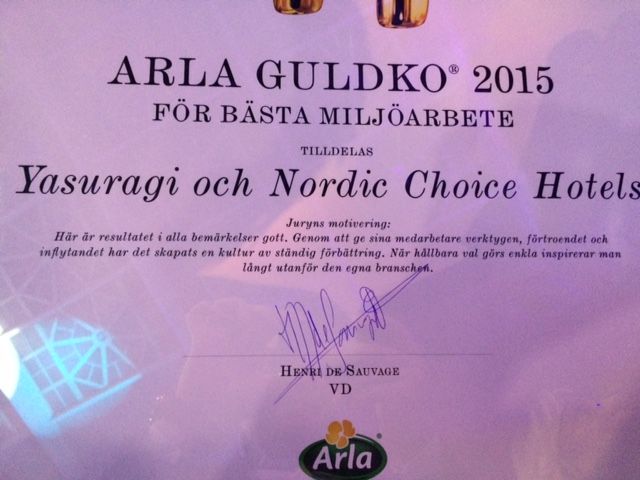 ARLA GULDKO® 2015
FÖR BÄSTA MILJÖARBETE
TILLDELAS
Yasuragi och Nordic Choice Hotels
Juryns motivering:
Här är resultatet i alla bemärkelser gott. Genom att ge sina medarbetare verktygen, förtroendet och
inflytandet har det skapats en kultur av ständig förbättring. När hållbara val görs enkla inspirerar man
långt utanför den egna branschen.
HENRI DE SAUVAGE
VD
Arla